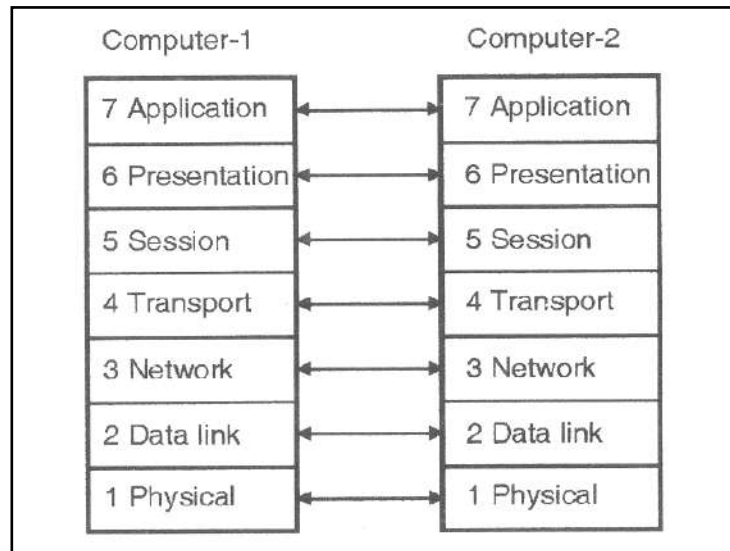 Computer-1
Computer-2
7 Application
7 Application
6 Presentation
6 Presentation
5 Session
5 Session
4 Transport
4 Transport
3 Network
3 Network
2 Data link
2 Data link
1 Physical
1 Physical